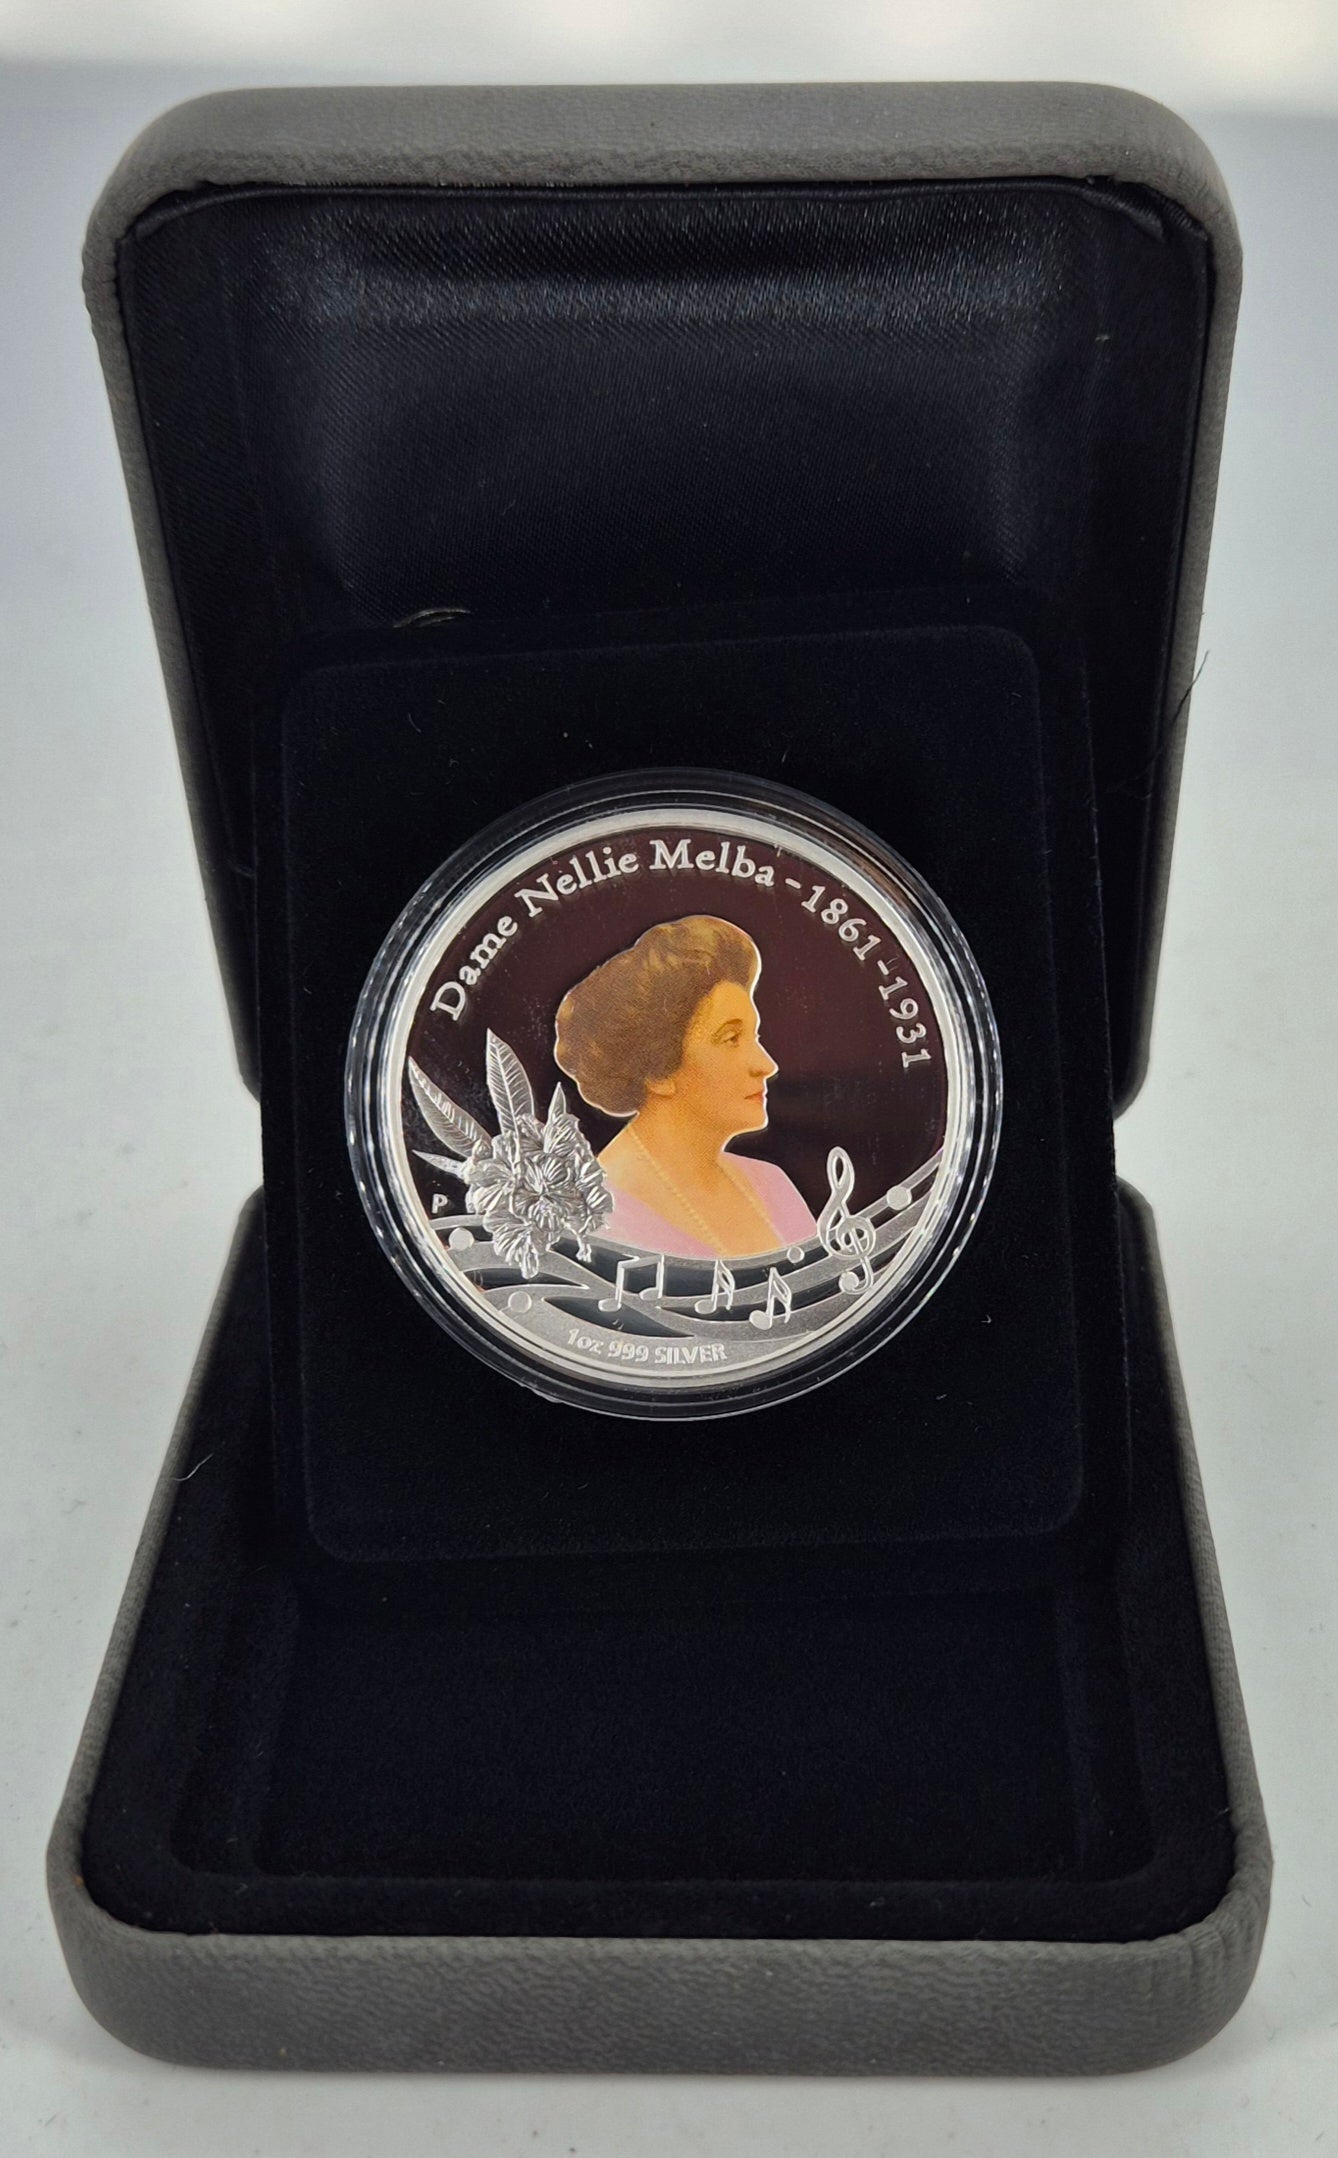 Dame Nellie Melba - 1861-1931
P
1oz 999 SILVER